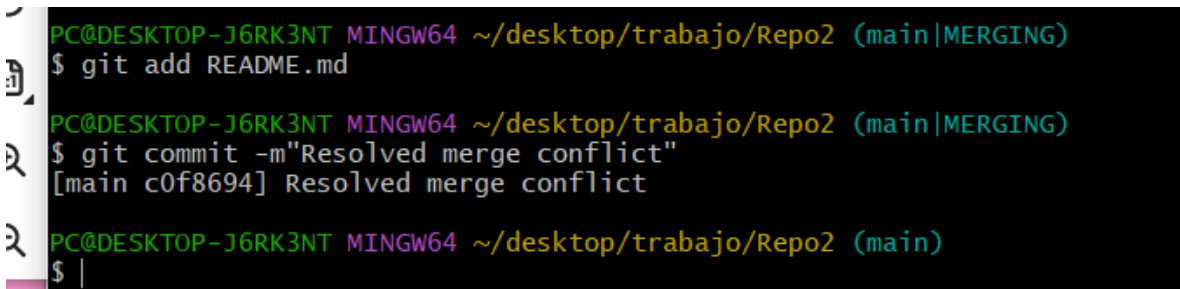 PC@DESKTOP-J6RK3NT MINGW64 ~/desktop/trabajo/Repo2 (main|MERGING)
$ git add README.md
PC@DESKTOP-J6RK3NT MINGW64 ~/desktop/trabajo/Repo2 (main|MERGING)
$ git commit -m"Resolved merge conflict"
[main c0f8694] Resolved merge conflict
PC@DESKTOP-J6RK3NT MINGW64 ~/desktop/trabajo/Repo2 (main)
$